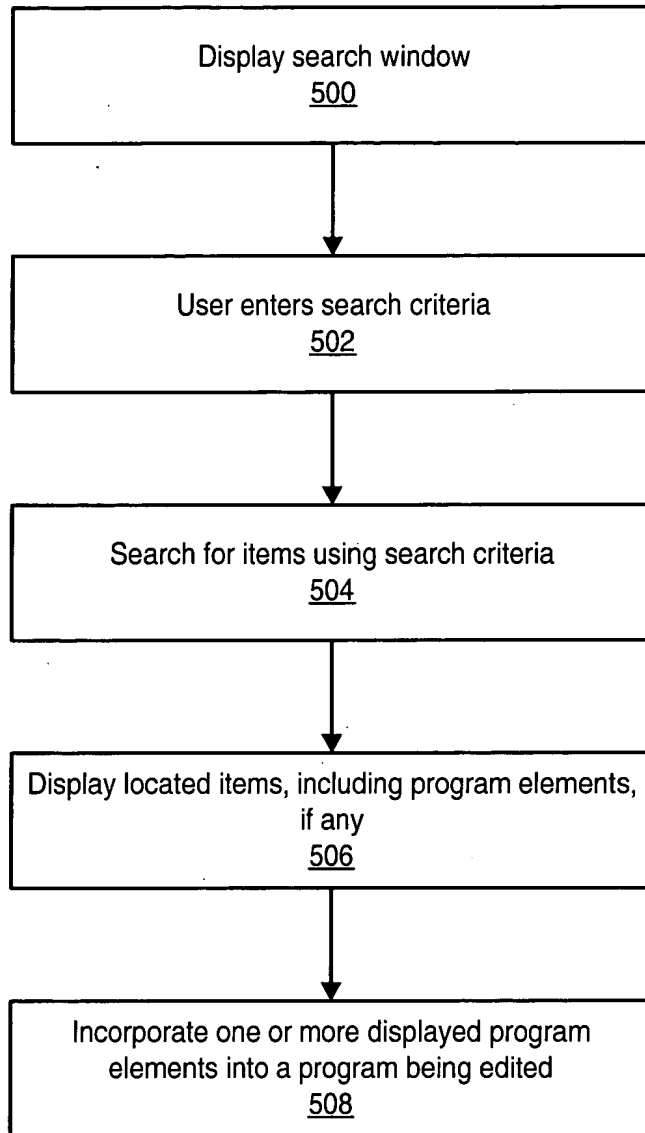 Display search window
500
User enters search criteria
502
Search for items using search criteria
504
Display located items, including program elements,
if any
506
Incorporate one or more displayed program
elements into a program being edited
508